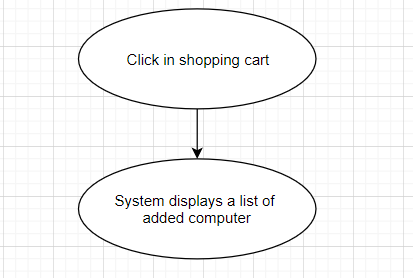 Click in shopping cart
System displays a list of
added computer